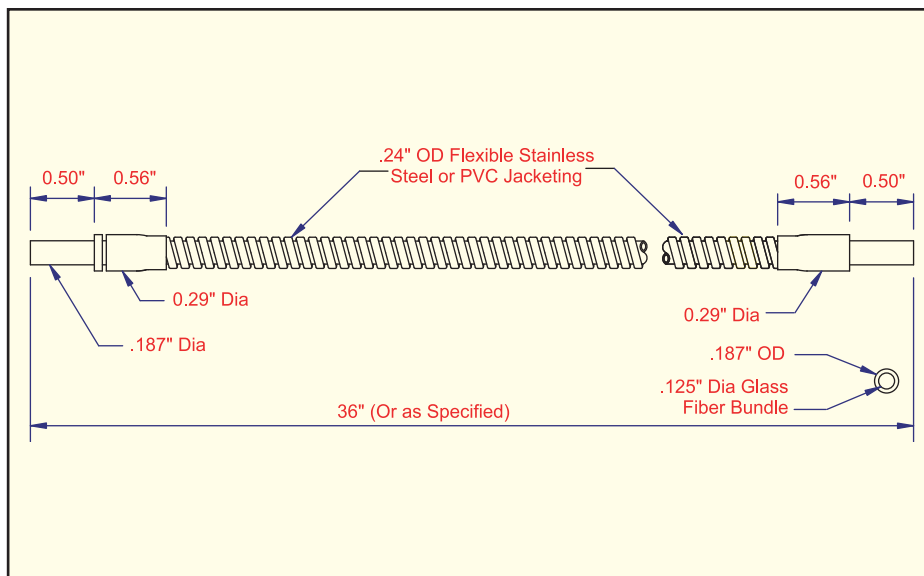 .24" OD Flexible Stainless
Steel or PVC Jacketing
0.50"
0.56"
0.56"
0.50"
0.29" Dia
0.29" Dia
.187" Dia
.187" OD
.125" Dia Glass
Fiber Bundle
36" (Or as Specified)